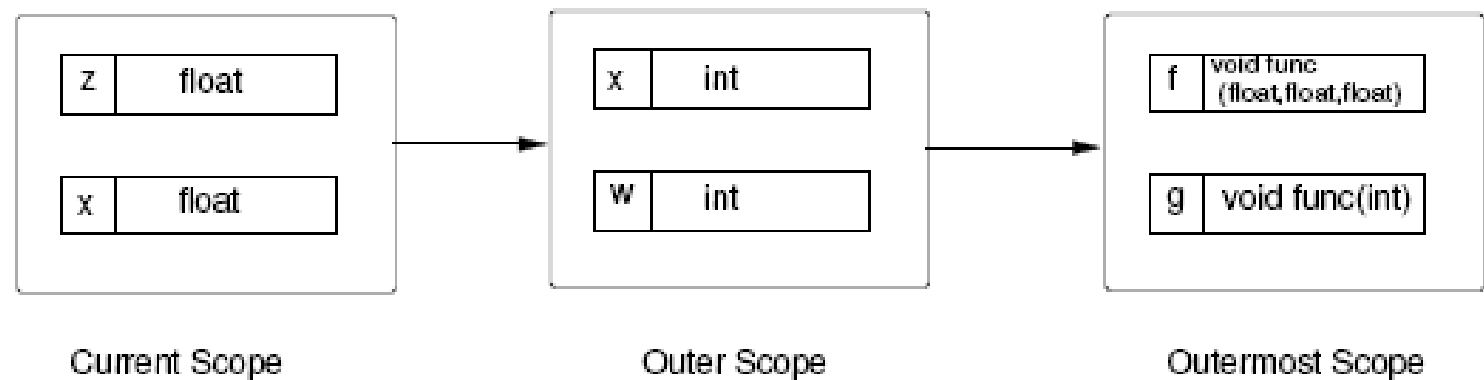 z float
x float
x int
w int
f void func
(float,float,float)
g void func(int)
Current Scope
Outer Scope
Outermost Scope